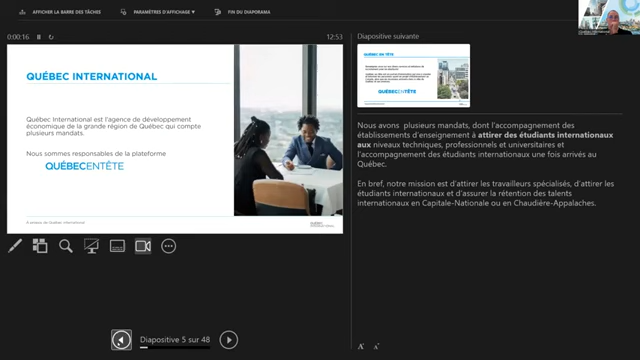 AFFICHER LA BARRE DES TÂCHES
PARAMÈTRES D'AFFICHAGE ▼
FIN DU DIAPORAMA
0:00:16
12:53
QUÉBEC INTERNATIONAL
Québec International est l'agence de développement
économique de la grande région de Québec qui compte
plusieurs mandats.
Nous sommes responsables de la plateforme
QUÉBECENTÊTE
Diapositive 5 sur 48
Diapositive suivante
QUÉBEC EN TÊTE
QUÉBECENTÊTE
Nous avons plusieurs mandats, dont l'accompagnement des
établissements d'enseignement à attirer des étudiants internationaux
aux niveaux techniques, professionnels et universitaires et
l'accompagnement des étudiants internationaux une fois arrivés au
Québec.
En bref, notre mission est d'attirer les travailleurs spécialisés, d'attirer les
étudiants internationaux et d'assurer la rétention des talents
internationaux en Capitale-Nationale ou en Chaudière-Appalaches.